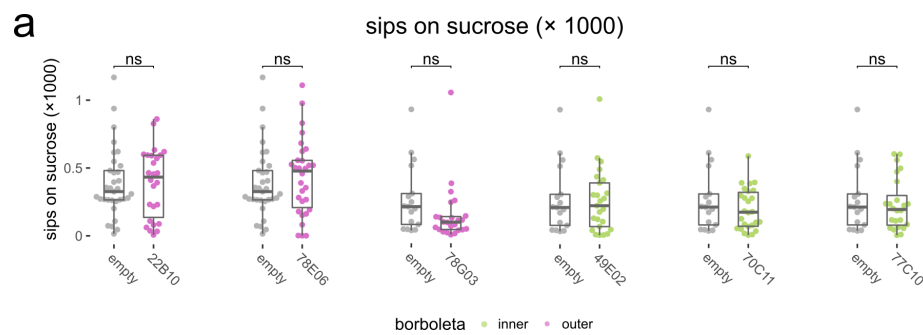 a
sips on sucrose (× 1000)
ns ns ns ns ns ns
sips on sucrose (×1000)
1
0.5
0
empty 22B10 empty 78E06 empty 78G03 empty 49E02 empty 70C11 empty 77C10
borboleta inner outer